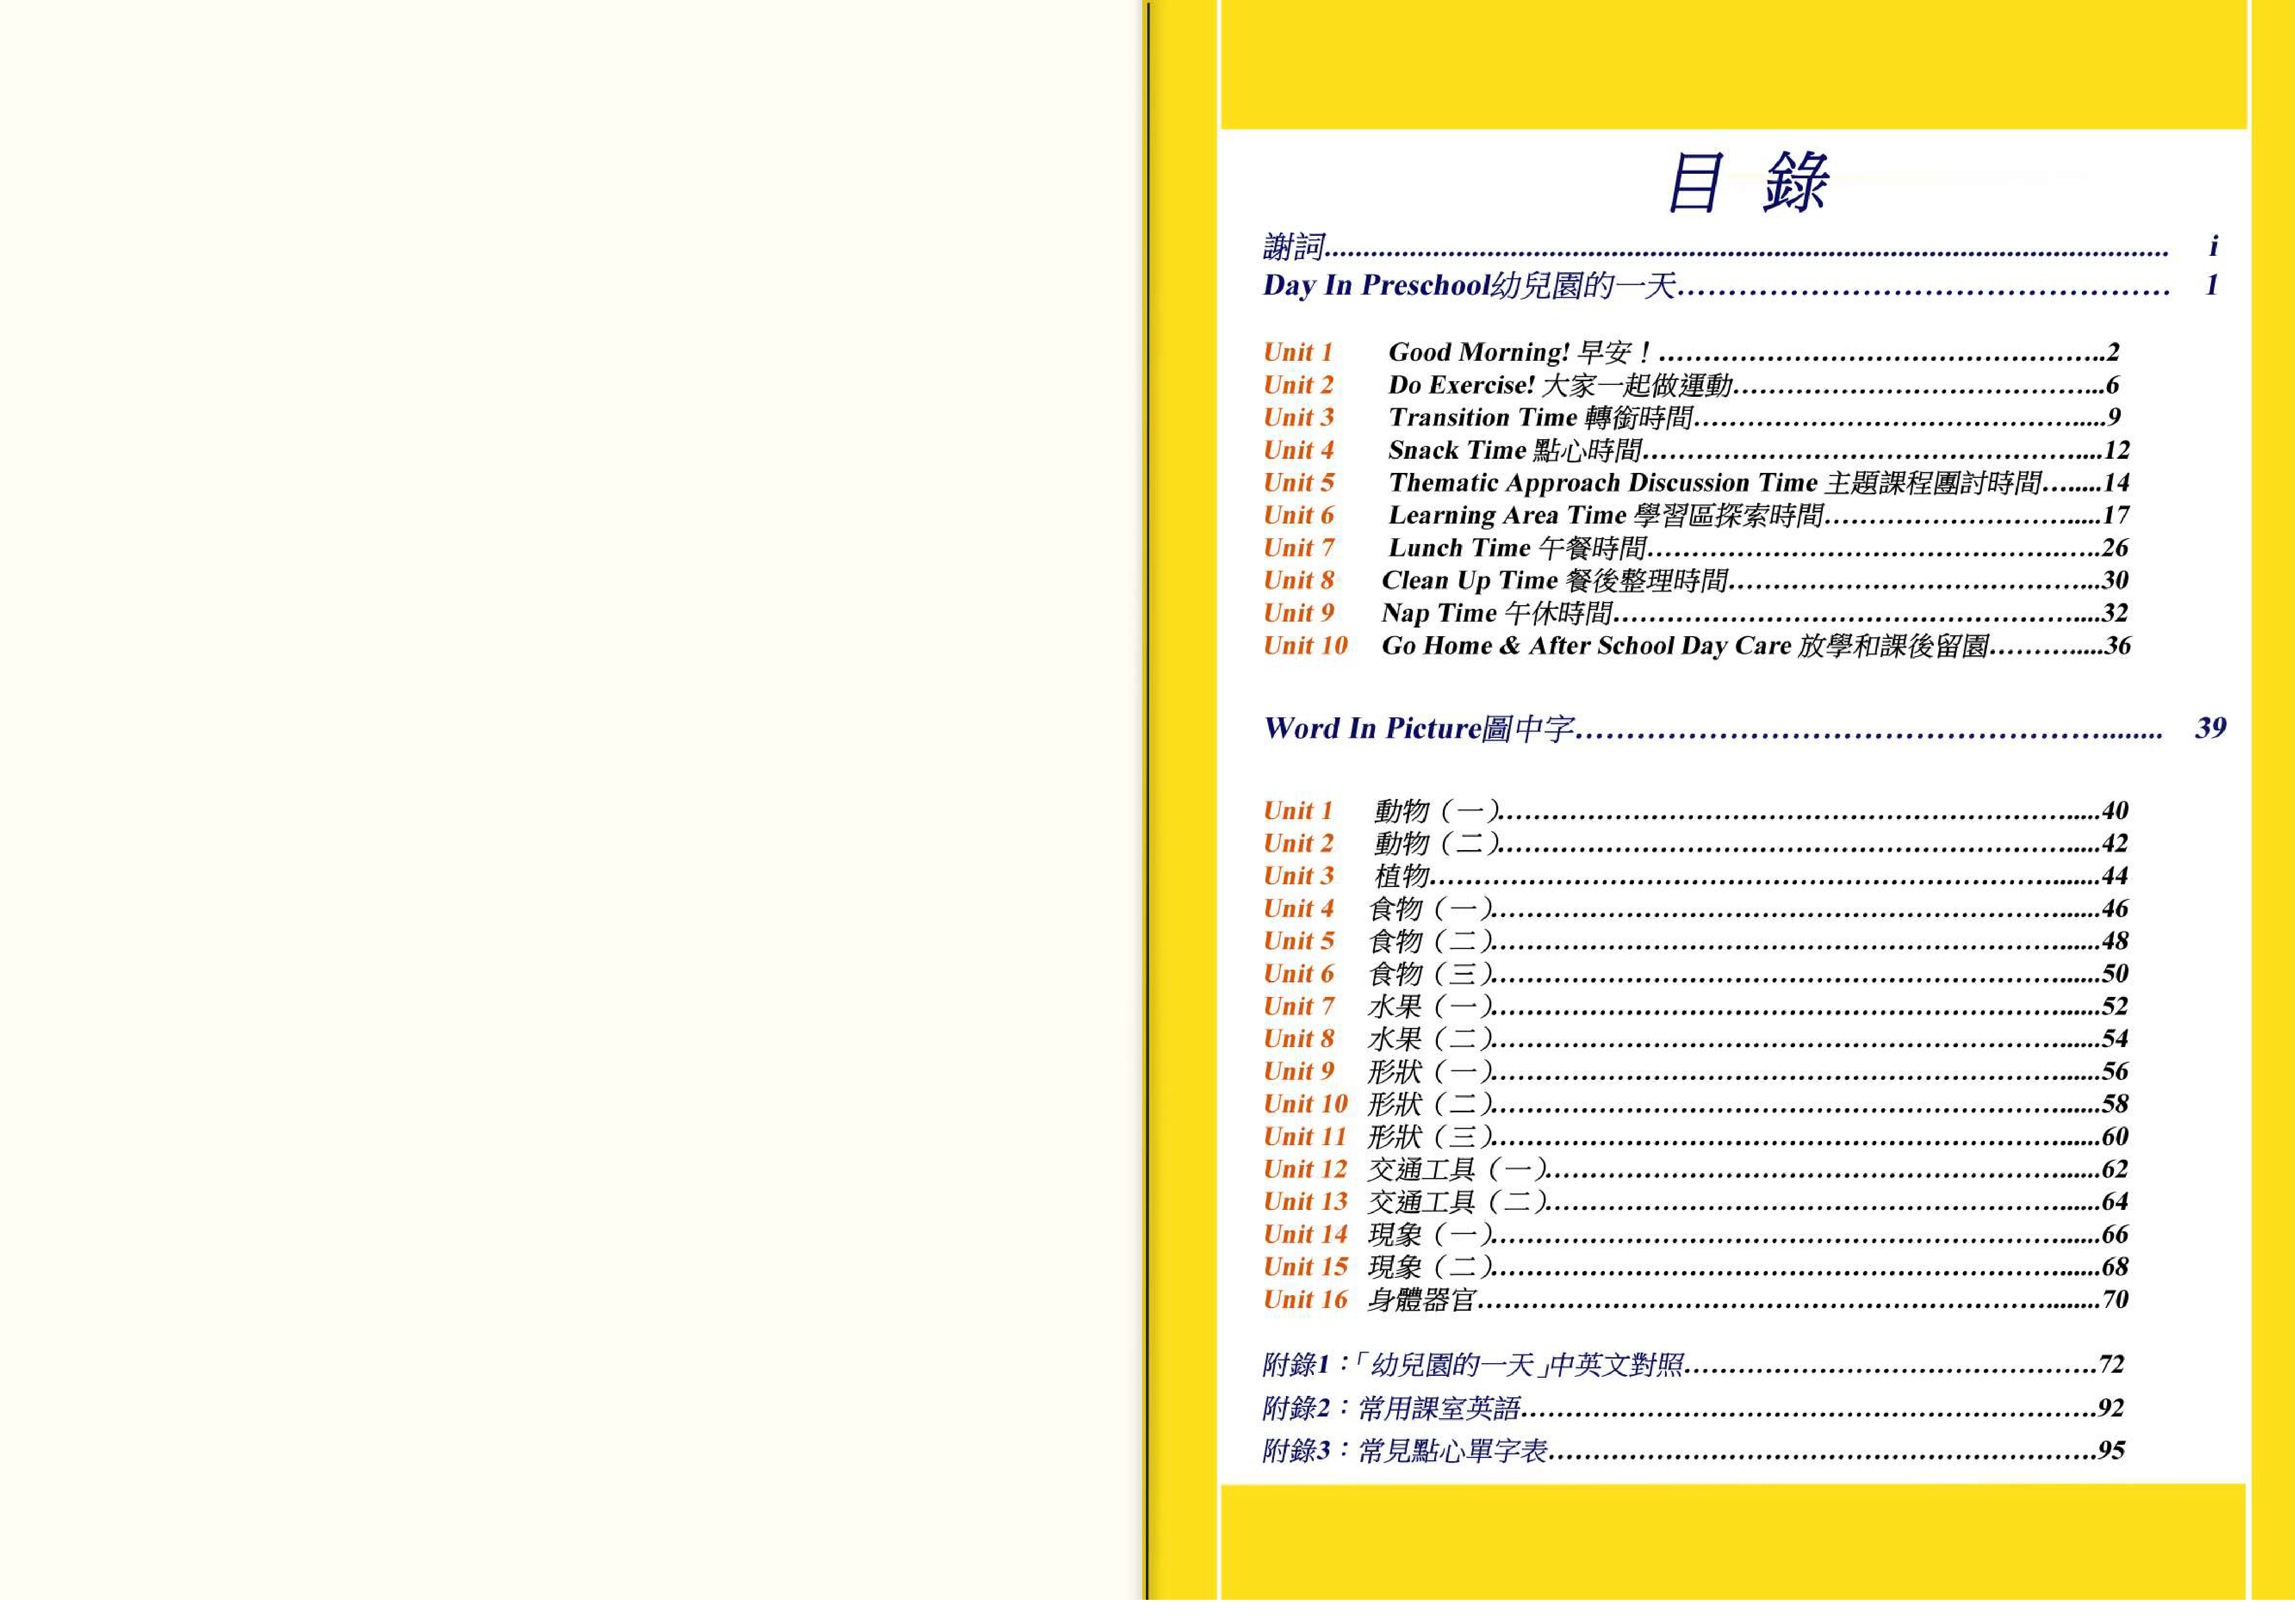 目 錄
謝詞........................................................ i
Day In Preschool幼兒園的一天........................................ 1
Unit 1 Good Morning! 早安！........................................2
Unit 2 Do Exercise! 大家一起做運動........................................6
Unit 3 Transition Time 轉銜時間........................................9
Unit 4 Snack Time 點心時間........................................12
Unit 5 Thematic Approach Discussion Time 主題課程團討時間........14
Unit 6 Learning Area Time 學習區探索時間........................17
Unit 7 Lunch Time 午餐時間........................................26
Unit 8 Clean Up Time 餐後整理時間................................30
Unit 9 Nap Time 午休時間........................................32
Unit 10 Go Home & After School Day Care 放學和課後留園............36
Word In Picture圖中字................................................ 39
Unit 1 動物（一）................................................40
Unit 2 動物（二）................................................42
Unit 3 植物................................................44
Unit 4 食物（一）................................................46
Unit 5 食物（二）................................................48
Unit 6 食物（三）................................................50
Unit 7 水果（一）................................................52
Unit 8 水果（二）................................................54
Unit 9 形狀（一）................................................56
Unit 10 形狀（二）................................................58
Unit 11 形狀（三）................................................60
Unit 12 交通工具（一）................................................62
Unit 13 交通工具（二）................................................64
Unit 14 現象（一）................................................66
Unit 15 現象（二）................................................68
Unit 16 身體器官................................................70
附錄1：「幼兒園的一天」中英文對照................................72
附錄2：常用課室英語................................................92
附錄3：常見點心單字表................................................95